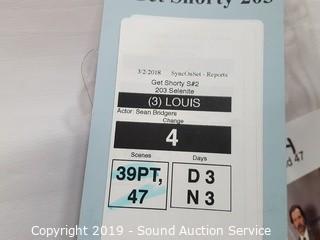 Get Shorty 203
3/2/2018 SyncOnSet - Reports
Get Shorty S#2
203 Selenite
(3) LOUIS
Actor: Sean Bridgers
Change
4
Scenes Days
39PT, D 3
47 N 3
d 47
Copyright 2019 - Sound Auction Service